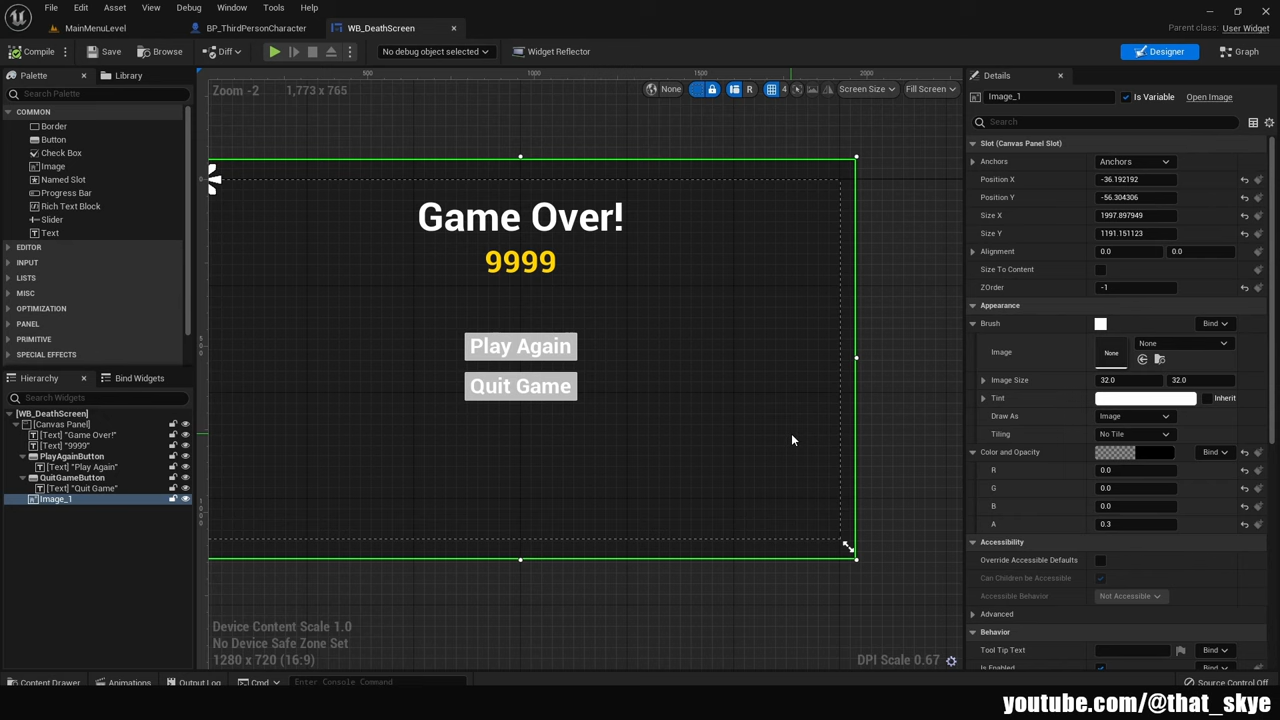 File Edit Asset View Debug Window Tools Help
MainMenuLevel BP_ThirdPersonCharacter WB_DeathScreen Parent class: User Widget
Compile Save Browse Diff No debug object selected Widget Reflector Designer Graph
Palette Library Details
Search Palette
COMMON
Border
Button
Check Box
Image
Named Slot
Progress Bar
Rich Text Block
Slider
Text
EDITOR
INPUT
LISTS
MISC
OPTIMIZATION
PANEL
PRIMITIVE
SPECIAL EFFECTS
Hierarchy Bind Widgets
Search Widgets
[WB_DeathScreen]
[Canvas Panel]
[Text] "Game Over!"
[Text] "9999"
PlayAgainButton
[Text] "Play Again"
QuitGameButton
[Text] "Quit Game"
Image_1
500 1000 1500 2000
Zoom -2 1,773 x 765 None R 4 Screen Size Fill Screen
0
500
1000
Game Over!
9999
Play Again
Quit Game
Device Content Scale 1.0
No Device Safe Zone Set
1280 x 720 (16:9) DPI Scale 0.67
Image_1 Is Variable Open Image
Search
Slot (Canvas Panel Slot)
Anchors Anchors
Position X -36.192192
Position Y -56.304306
Size X 1997.897949
Size Y 1191.151123
Alignment 0.0 0.0
Size To Content
ZOrder -1
Appearance
Brush Bind
Image None None
Image Size 32.0 32.0
Tint Inherit
Draw As Image
Tiling No Tile
Color and Opacity Bind
R 0.0
G 0.0
B 0.0
A 0.3
Accessibility
Override Accessible Defaults
Can Children be Accessible
Accessible Behavior Not Accessible
Advanced
Behavior
Tool Tip Text Bind
Is Enabled Bind
Content Drawer Animations Output Log Cmd Enter Console Command Source Control Off
youtube.com/@that_skye